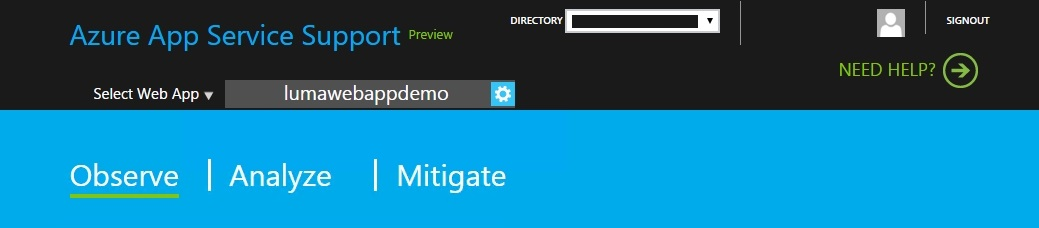 DIRECTORY
SIGNOUT
Azure App Service Support Preview
NEED HELP?
Select Web App
lumawebappdemo
Observe
Analyze
Mitigate